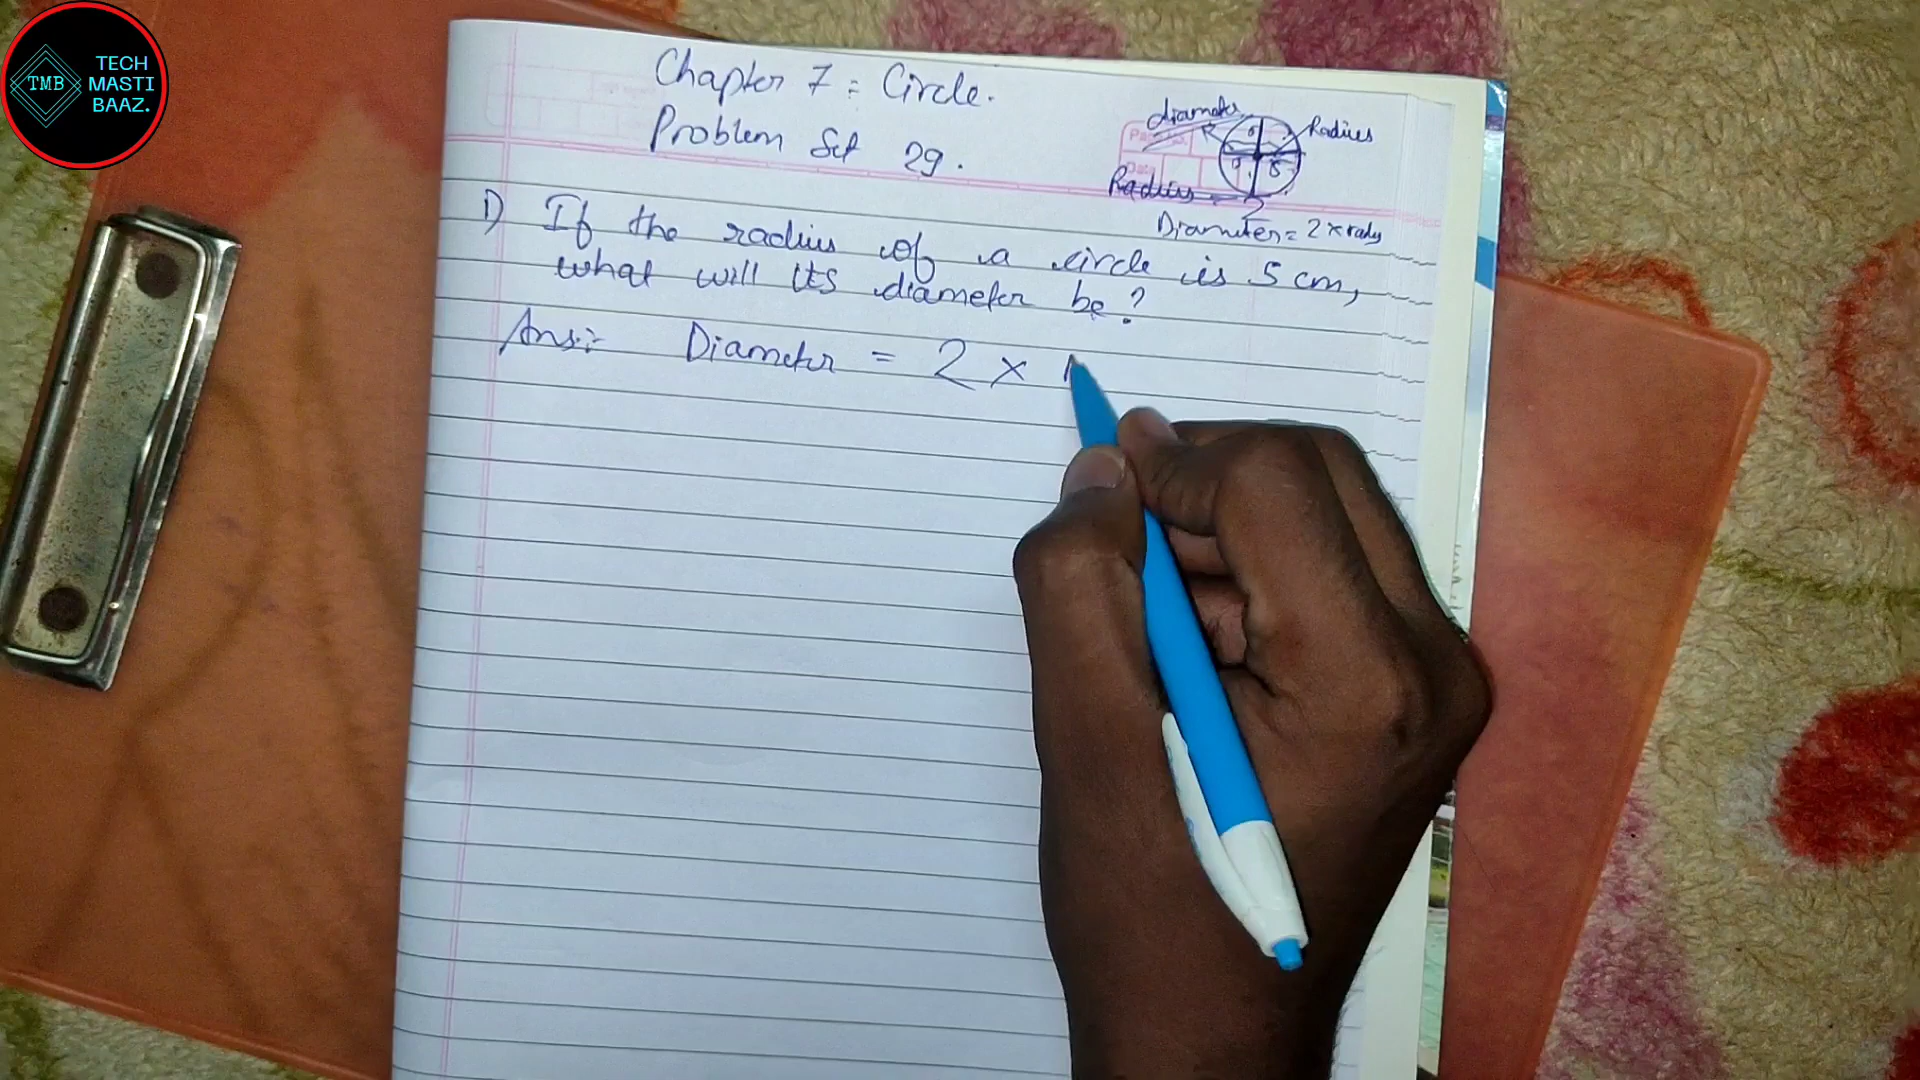 TMB
TECH
MASTI
BAAZ.
Chapter 7 : Circle.
Problem Set 29.
diameter
Radius
Radius
Diameter = 2 x
1) If the radius of a circle is 5 cm,
what will its diameter be?
Ans:- Diameter = 2 x